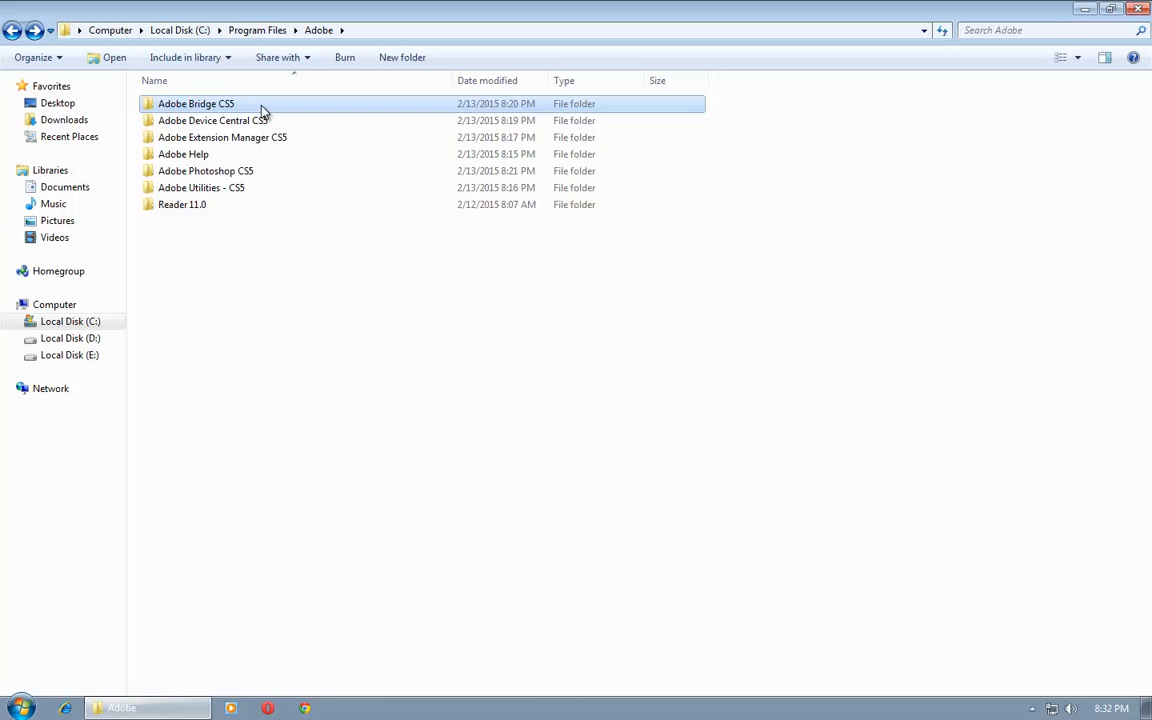 Computer Local Disk (C:) Program Files Adobe Search Adobe
Organize Open Include in library Share with Burn New folder
Name Date modified Type Size
Adobe Bridge CS5 2/13/2015 8:20 PM File folder
Adobe Device Central CS5 2/13/2015 8:19 PM File folder
Adobe Extension Manager CS5 2/13/2015 8:17 PM File folder
Adobe Help 2/13/2015 8:15 PM File folder
Adobe Photoshop CS5 2/13/2015 8:21 PM File folder
Adobe Utilities - CS5 2/13/2015 8:16 PM File folder
Reader 11.0 2/12/2015 8:07 AM File folder
Favorites
Desktop
Downloads
Recent Places
Libraries
Documents
Music
Pictures
Videos
Homegroup
Computer
Local Disk (C:)
Local Disk (D:)
Local Disk (E:)
Network
Adobe 8:32 PM